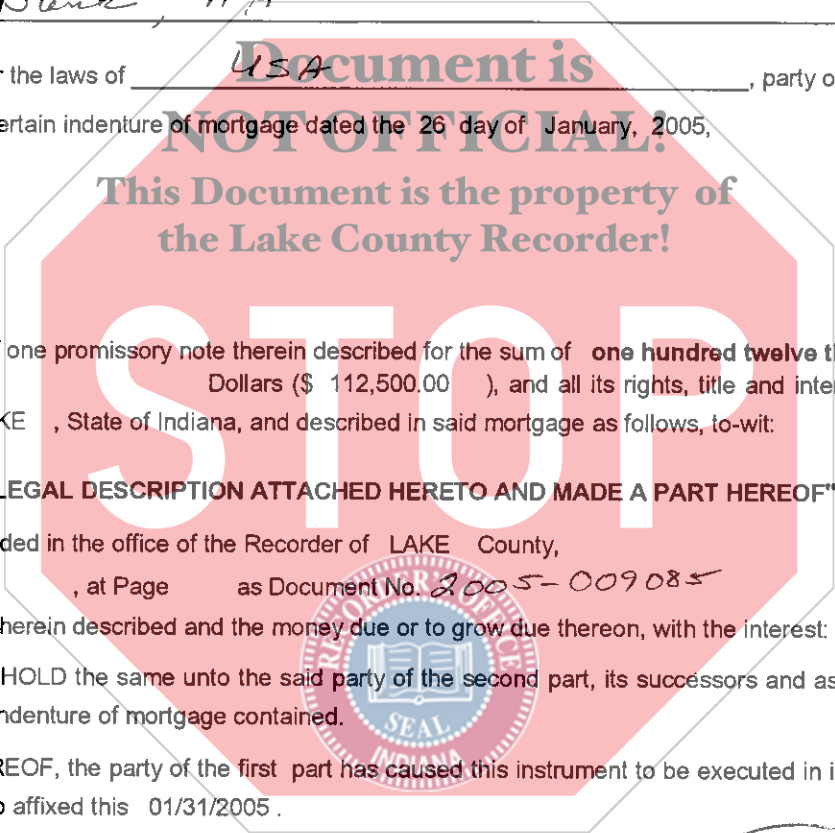 Bank, NA
the laws of USA, party o
ertain indenture of mortgage dated the 26 day of January, 2005,
Document is
NOT OFFICIAL!
This Document is the property of
the Lake County Recorder!
STOP
one promissory note therein described for the sum of one hundred twelve t
Dollars ($ 112,500.00 ), and all its rights, title and inte
KE , State of Indiana, and described in said mortgage as follows, to-wit:
LEGAL DESCRIPTION ATTACHED HERETO AND MADE A PART HEREOF"
ded in the office of the Recorder of LAKE County,
, at Page as Document No. 2005-009085
herein described and the money due or to grow due thereon, with the interest:
HOLD the same unto the said party of the second part, its successors and as
ndenture of mortgage contained.
REOF, the party of the first part has caused this instrument to be executed in i
o affixed this 01/31/2005 .
RECORDER'S OFFICE
SEAL
INDIANA